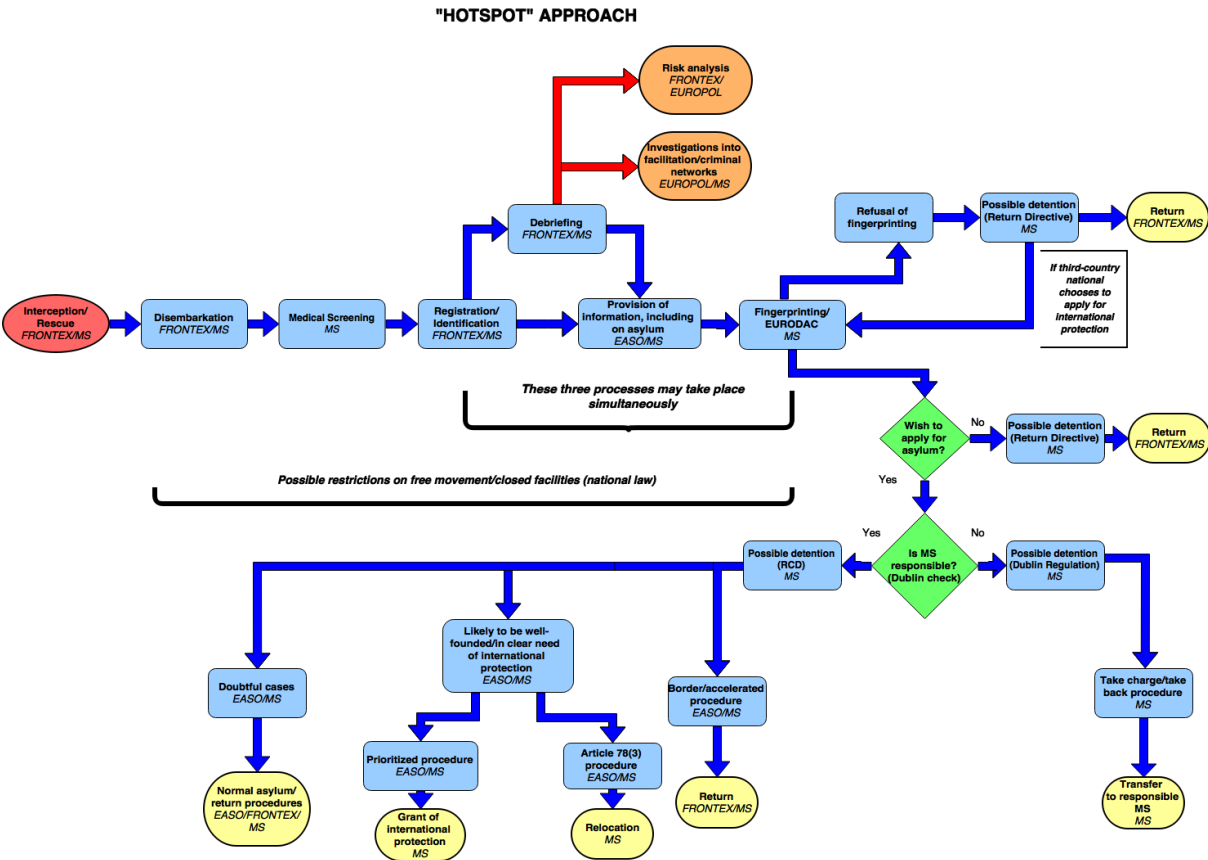 "HOTSPOT" APPROACH
Risk analysis
FRONTEX/
EUROPOL
Investigations into
facilitation/criminal
networks
EUROPOL/MS
Debriefing
FRONTEX/MS
Refusal of
fingerprinting
Possible detention
(Return Directive)
MS
Return
FRONTEX/MS
If third-country
national
chooses to
apply for
international
protection
Interception/
Rescue
FRONTEX/MS
Disembarkation
FRONTEX/MS
Medical Screening
MS
Registration/
Identification
FRONTEX/MS
Provision of
information, including
on asylum
EASO/MS
Fingerprinting/
EURODAC
MS
These three processes may take place
simultaneously
Wish to
apply for
asylum?
No
Possible detention
(Return Directive)
MS
Return
FRONTEX/MS
Yes
Possible restrictions on free movement/closed facilities (national law)
Is MS
responsible?
(Dublin check)
Yes
No
Possible detention
(RCD)
MS
Possible detention
(Dublin Regulation)
MS
Likely to be well-
founded/in clear need
of international
protection
EASO/MS
Doubtful cases
EASO/MS
Border/accelerated
procedure
EASO/MS
Take charge/take
back procedure
MS
Prioritized procedure
EASO/MS
Article 78(3)
procedure
EASO/MS
Normal asylum/
return procedures
EASO/FRONTEX/
MS
Grant of
international
protection
MS
Relocation
MS
Return
FRONTEX/MS
Transfer
to responsible
MS
MS